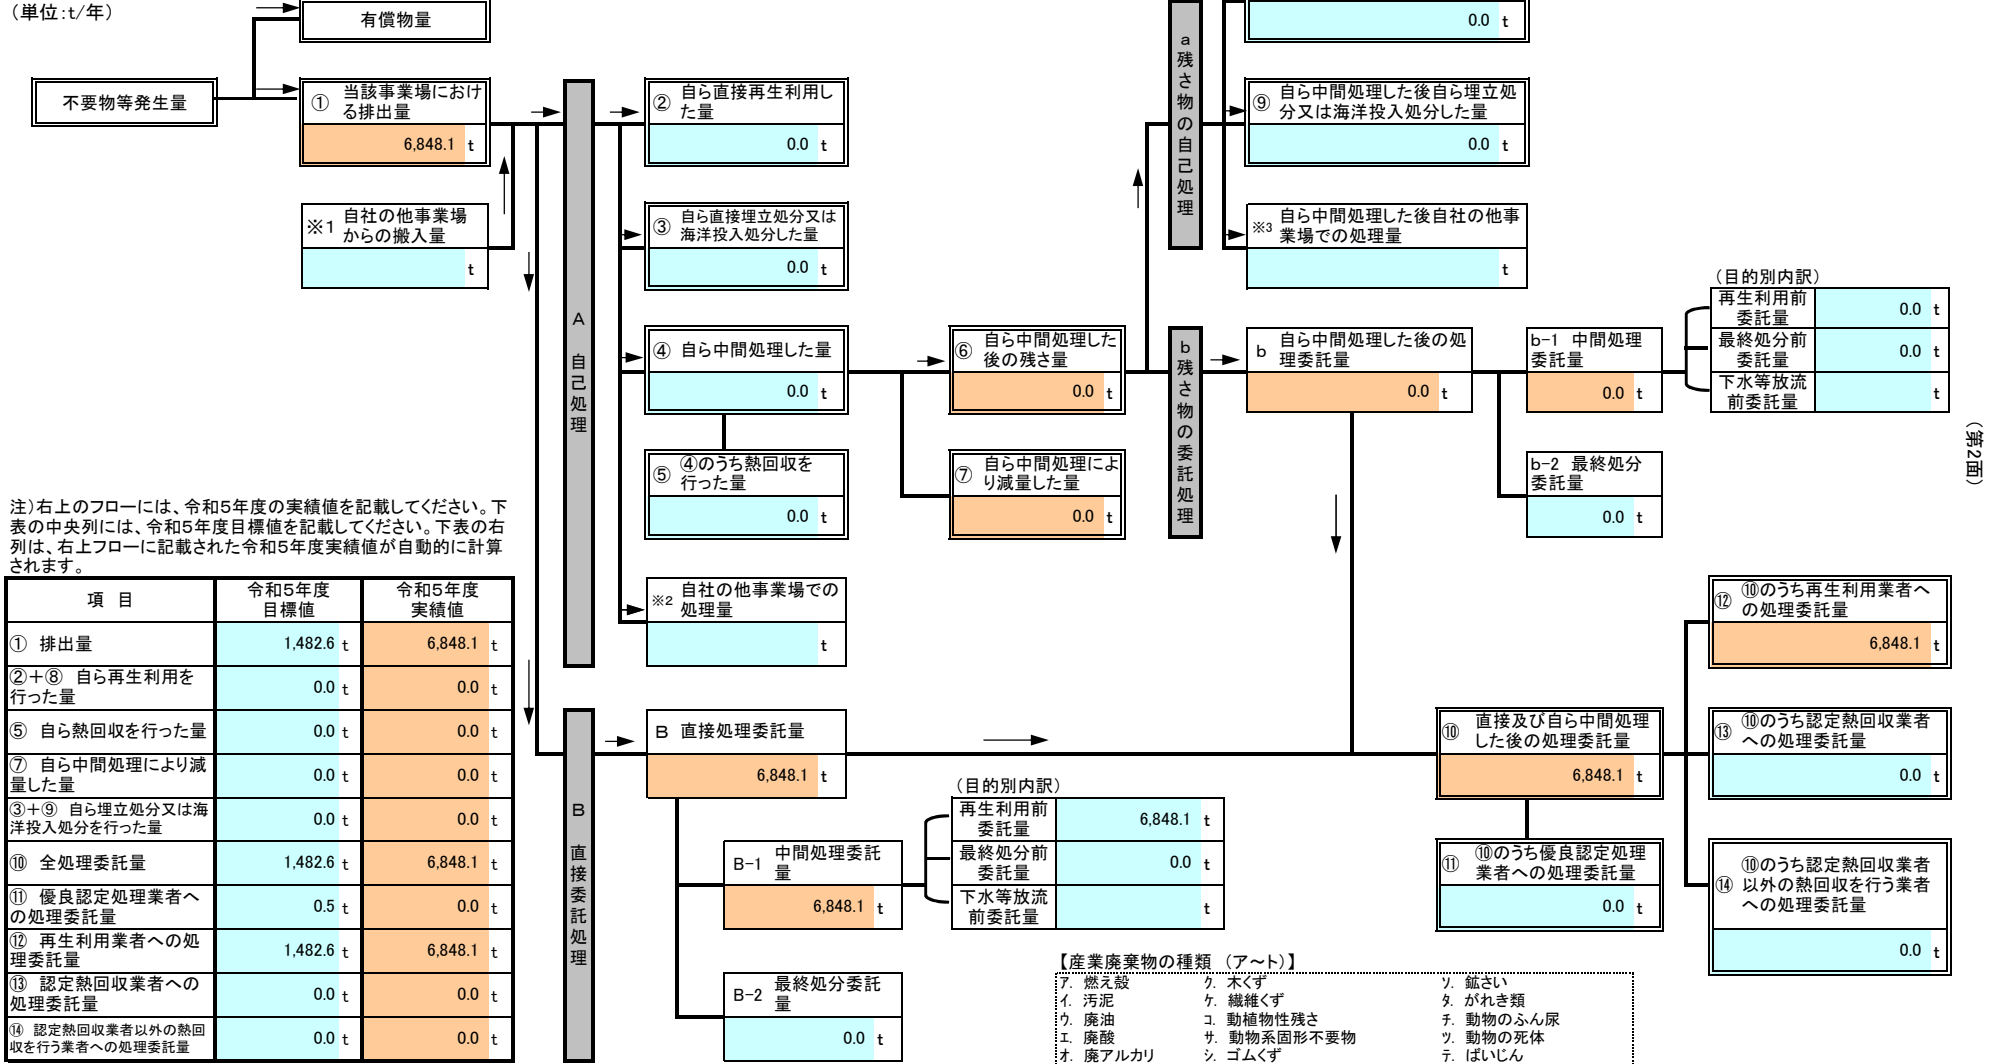 （単位：t/年）
有償物量
不要物等発生量
① 当該事業場におけ
る排出量
6,848.1 t
※1 自社の他事業場
からの搬入量
t
A 自己処理
② 自ら直接再生利用し
た量
0.0 t
③ 自ら直接埋立処分又は
海洋投入処分した量
0.0 t
④ 自ら中間処理した量
0.0 t
⑤ ④のうち熱回収を
行った量
0.0 t
※2 自社の他事業場での
処理量
t
⑥ 自ら中間処理した
後の残さ量
0.0 t
⑦ 自ら中間処理によ
り減量した量
0.0 t
a 残さ物の自己処理
0.0 t
⑨ 自ら中間処理した後自ら埋立処
分又は海洋投入処分した量
0.0 t
※3 自ら中間処理した後自社の他事
業場での処理量
t
b 残さ物の委託処理
b 自ら中間処理した後の処
理委託量
0.0 t
b-1 中間処理
委託量
0.0 t
b-2 最終処分
委託量
0.0 t
（目的別内訳）
再生利用前
委託量
0.0 t
最終処分前
委託量
0.0 t
下水等放流
前委託量
t
（第2面）
注）右上のフローには、令和5年度の実績値を記載してください。下
表の中央列には、令和5年度目標値を記載してください。下表の右
列は、右上フローに記載された令和5年度実績値が自動的に計算
されます。
項 目
令和5年度
目標値
令和5年度
実績値
① 排出量
1,482.6 t 6,848.1 t
②＋⑧ 自ら再生利用を
行った量
0.0 t 0.0 t
⑤ 自ら熱回収を行った量
0.0 t 0.0 t
⑦ 自ら中間処理により減
量した量
0.0 t 0.0 t
③＋⑨ 自ら埋立処分又は海
洋投入処分を行った量
0.0 t 0.0 t
⑩ 全処理委託量
1,482.6 t 6,848.1 t
⑪ 優良認定処理業者へ
の処理委託量
0.5 t 0.0 t
⑫ 再生利用業者への処
理委託量
1,482.6 t 6,848.1 t
⑬ 認定熱回収業者への
処理委託量
0.0 t 0.0 t
⑭ 認定熱回収業者以外の熱回
収を行う業者への処理委託量
0.0 t 0.0 t
B 直接委託処理
B 直接処理委託量
6,848.1 t
B-1 中間処理委託
量
6,848.1 t
B-2 最終処分委託
量
0.0 t
（目的別内訳）
再生利用前
委託量
6,848.1 t
最終処分前
委託量
0.0 t
下水等放流
前委託量
t
⑩ 直接及び自ら中間処理
した後の処理委託量
6,848.1 t
⑪ ⑩のうち優良認定処理
業者への処理委託量
0.0 t
⑫ ⑩のうち再生利用業者へ
の処理委託量
6,848.1 t
⑬ ⑩のうち認定熱回収業者
への処理委託量
0.0 t
⑭ ⑩のうち認定熱回収業者
以外の熱回収を行う業者
への処理委託量
0.0 t
【産業廃棄物の種類 （ア～ト）】
ア. 燃え殻 ク. 木くず ソ. 鉱さい
イ. 汚泥 ケ. 繊維くず タ. がれき類
ウ. 廃油 コ. 動植物性残さ チ. 動物のふん尿
エ. 廃酸 サ. 動物系固形不要物 ツ. 動物の死体
オ. 廃アルカリ シ. ゴムくず テ. ばいじん